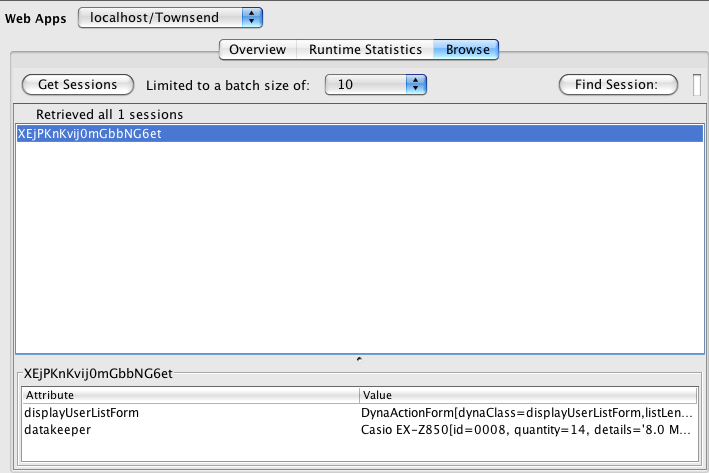 Web Apps localhost/Townsend
Overview Runtime Statistics Browse
Get Sessions Limited to a batch size of: 10 Find Session:
Retrieved all 1 sessions
XEjPKnKvij0mGbbNG6et
XEjPKnKvij0mGbbNG6et
Attribute Value
displayUserListForm DynaActionForm[dynaClass=displayUserListForm,listLen...
datakeeper Casio EX-Z850[id=0008, quantity=14, details='8.0 M...